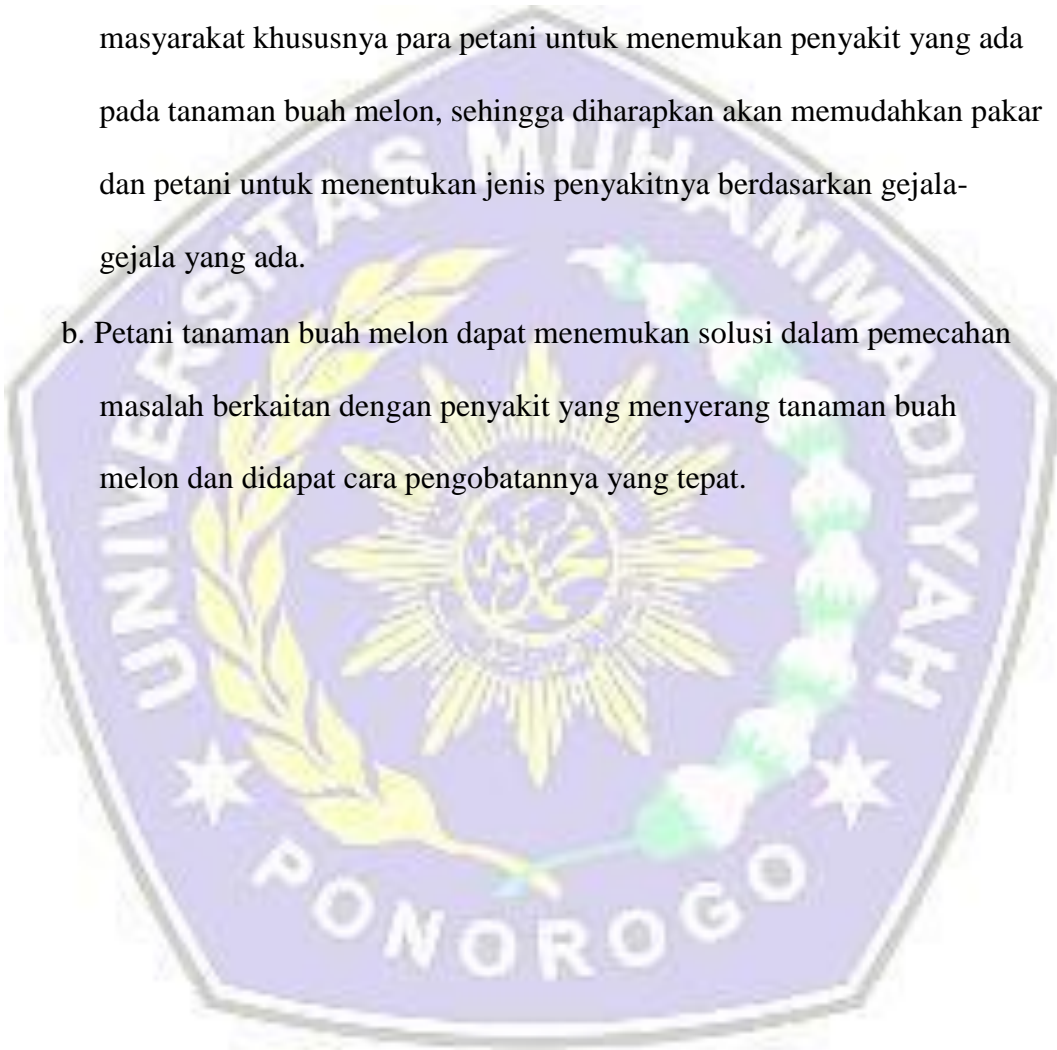 masyarakat khususnya para petani untuk menemukan penyakit yang ada
pada tanaman buah melon, sehingga diharapkan akan memudahkan pakar
dan petani untuk menentukan jenis penyakitnya berdasarkan gejala-
gejala yang ada.
b. Petani tanaman buah melon dapat menemukan solusi dalam pemecahan
masalah berkaitan dengan penyakit yang menyerang tanaman buah
melon dan didapat cara pengobatannya yang tepat.
UNIVERSITAS MUHAMMADIYAH
PONOROGO